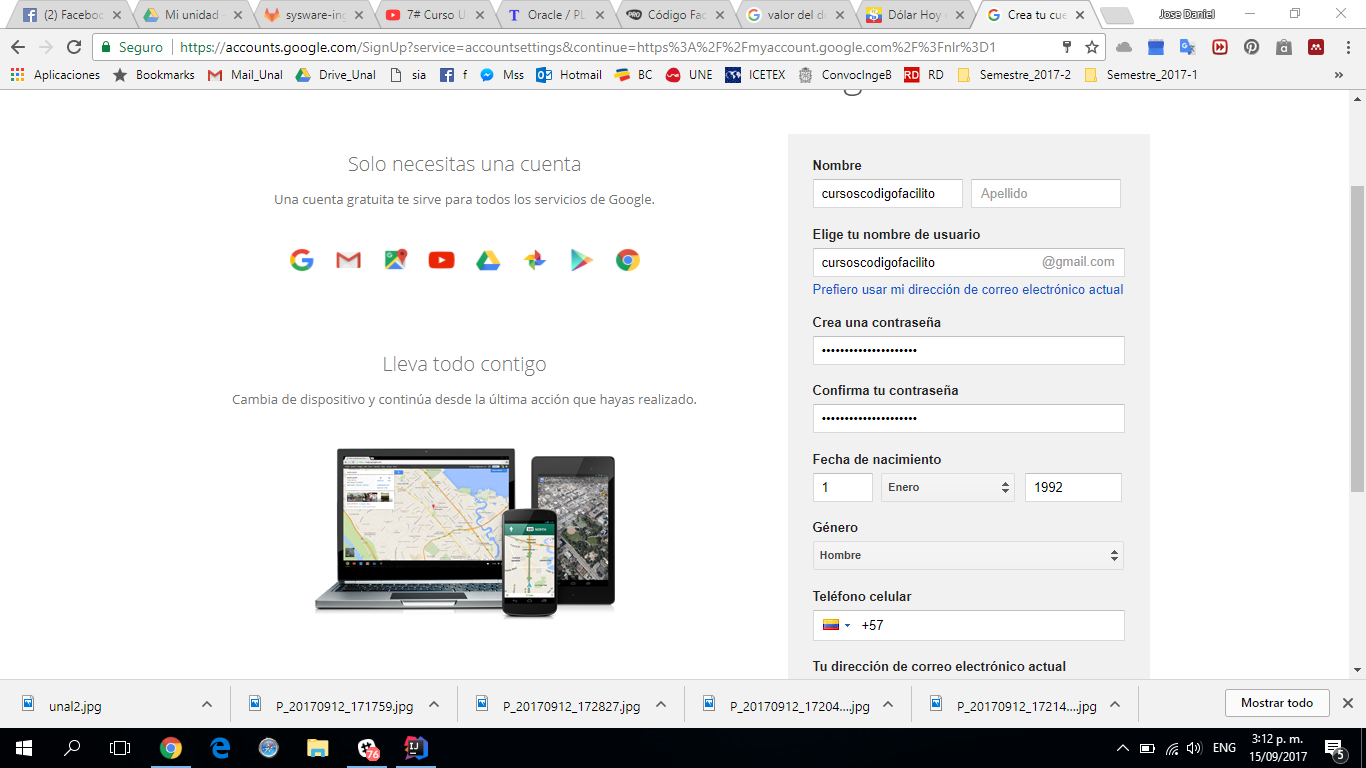 (2) Faceboo
Mi unidad
sysware-ing
7# Curso U
Oracle / PL
Código Fac
valor del d
Dólar Hoy
Crea tu cue
Jose Daniel
Seguro
https://accounts.google.com/SignUp?service=accountsettings&continue=https%3A%2F%2Fmyaccount.google.com%2F%3Fnlr%3D1
Aplicaciones
Bookmarks
Mail_Unal
Drive_Unal
sia
f
Mss
Hotmail
BC
UNE
ICETEX
ConvocIngeB
RD
Semestre_2017-2
Semestre_2017-1
Solo necesitas una cuenta
Una cuenta gratuita te sirve para todos los servicios de Google.
Lleva todo contigo
Cambia de dispositivo y continúa desde la última acción que hayas realizado.
Nombre
cursoscodigofacilito
Apellido
Elige tu nombre de usuario
cursoscodigofacilito
@gmail.com
Prefiero usar mi dirección de correo electrónico actual
Crea una contraseña
Confirma tu contraseña
Fecha de nacimiento
1
Enero
1992
Género
Hombre
Teléfono celular
+57
Tu dirección de correo electrónico actual
unal2.jpg
P_20170912_171759.jpg
P_20170912_172827.jpg
P_20170912_17204....jpg
P_20170912_17214....jpg
Mostrar todo
76
ENG
3:12 p. m.
15/09/2017
5